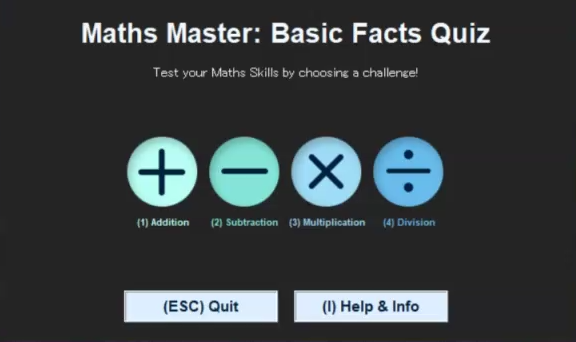 Maths Master: Basic Facts Quiz
Test your Maths Skills by choosing a challenge!
(1) Addition (2) Subtraction (3) Multiplication (4) Division
(ESC) Quit (I) Help & Info